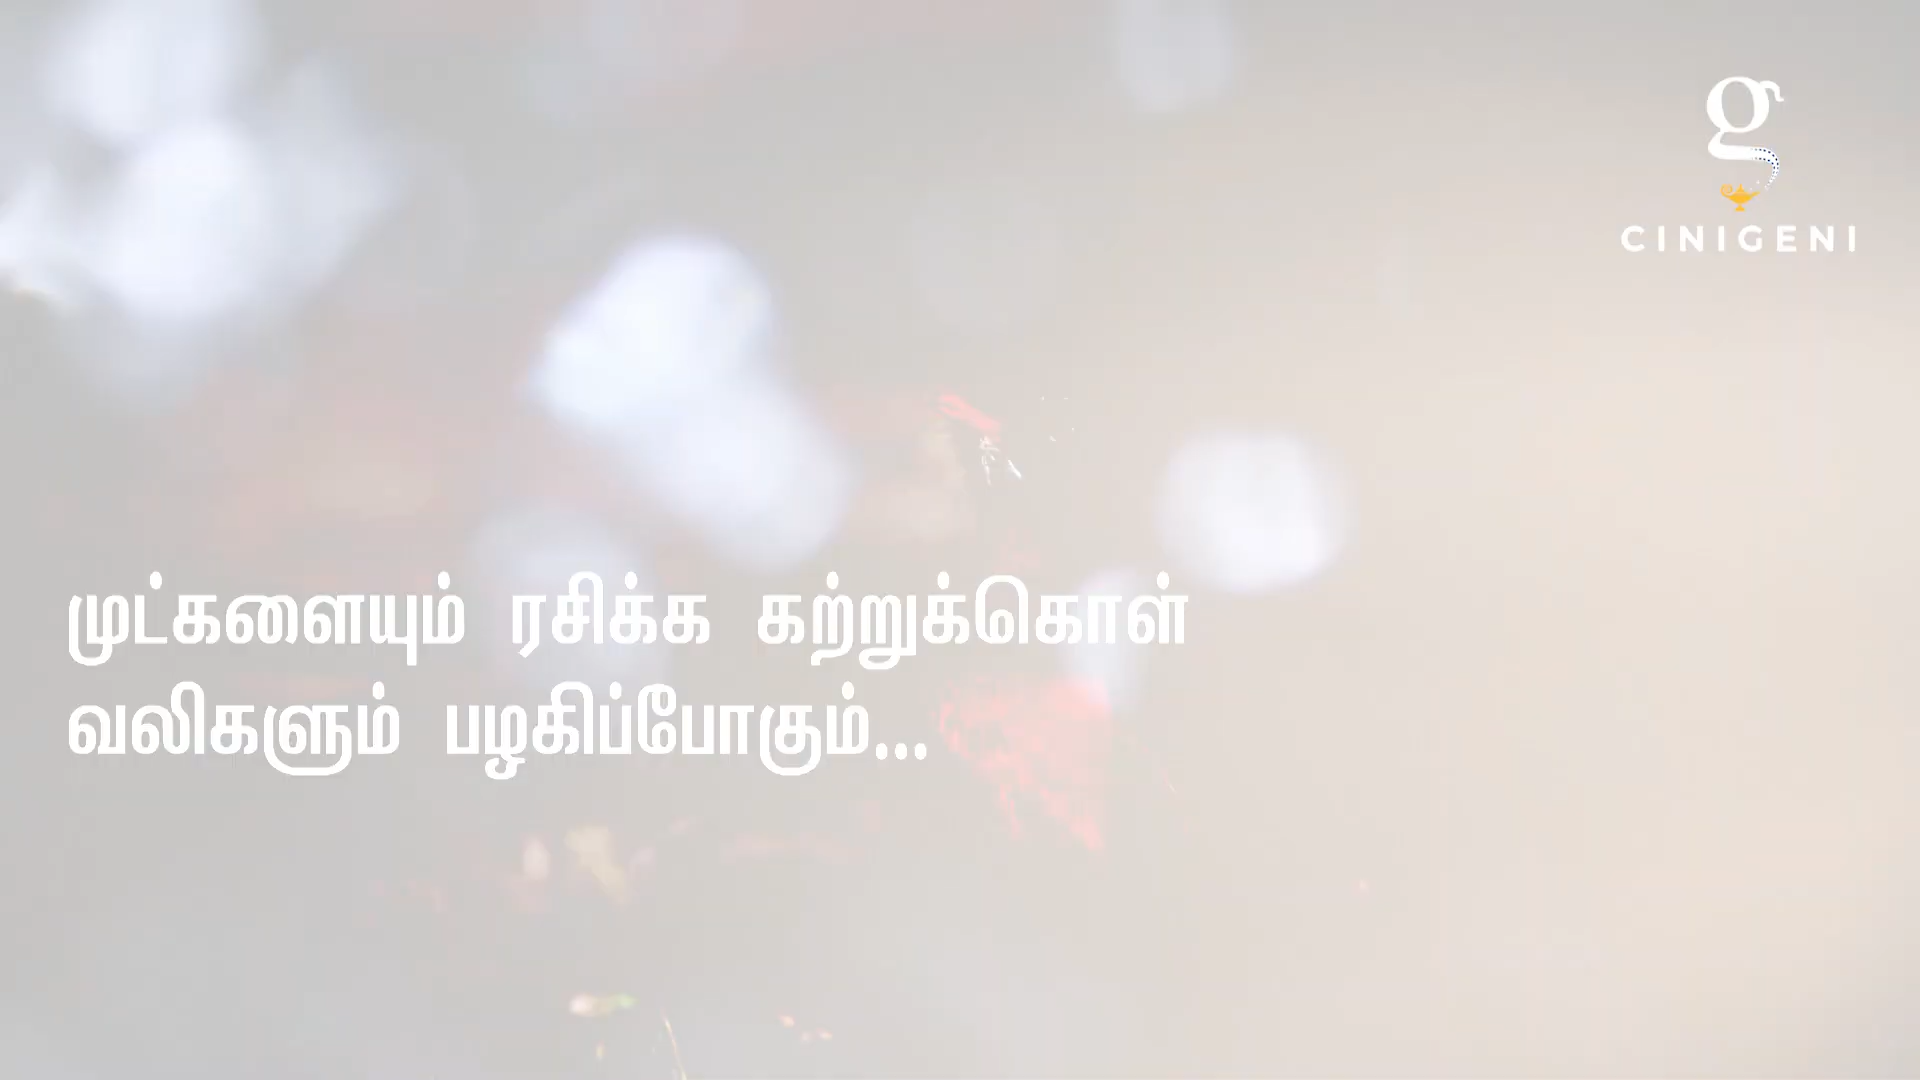 CINIGENI
முட்களையும் ரசிக்க கற்றுக்கொள்
வலிகளும் பழகிப்போகும்...